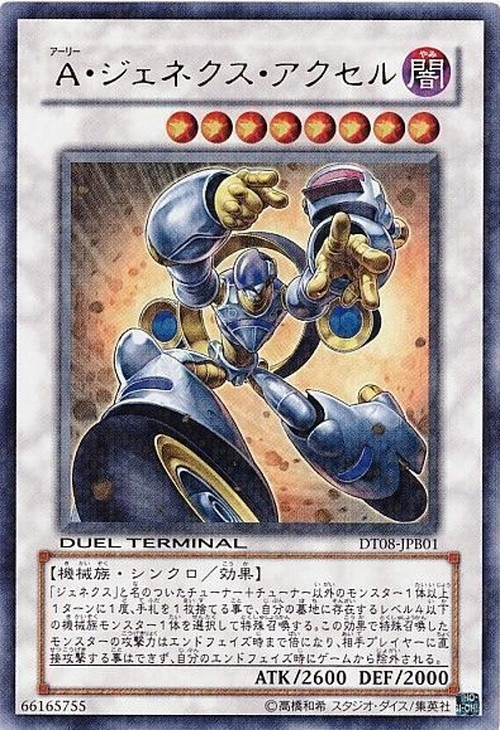 アーリー
A・ジェネクス・アクセル
やみ
闇
DUEL TERMINAL
DT08-JPB01
【機械族・シンクロ／効果】
「ジェネクス」と名のついたチューナー＋チューナー以外のモンスター１体以上
１ターンに１度、手札を１枚捨てる事で、自分の墓地に存在するレベル４以下
の機械族モンスター１体を選択して特殊召喚する。この効果で特殊召喚した
モンスターの攻撃力はエンドフェイズ時まで倍になり、相手プレイヤーに直
接攻撃する事はできず、自分のエンドフェイズ時にゲームから除外される。
ATK/2600 DEF/2000
66165755
©高橋和希 スタジオ・ダイス/集英社